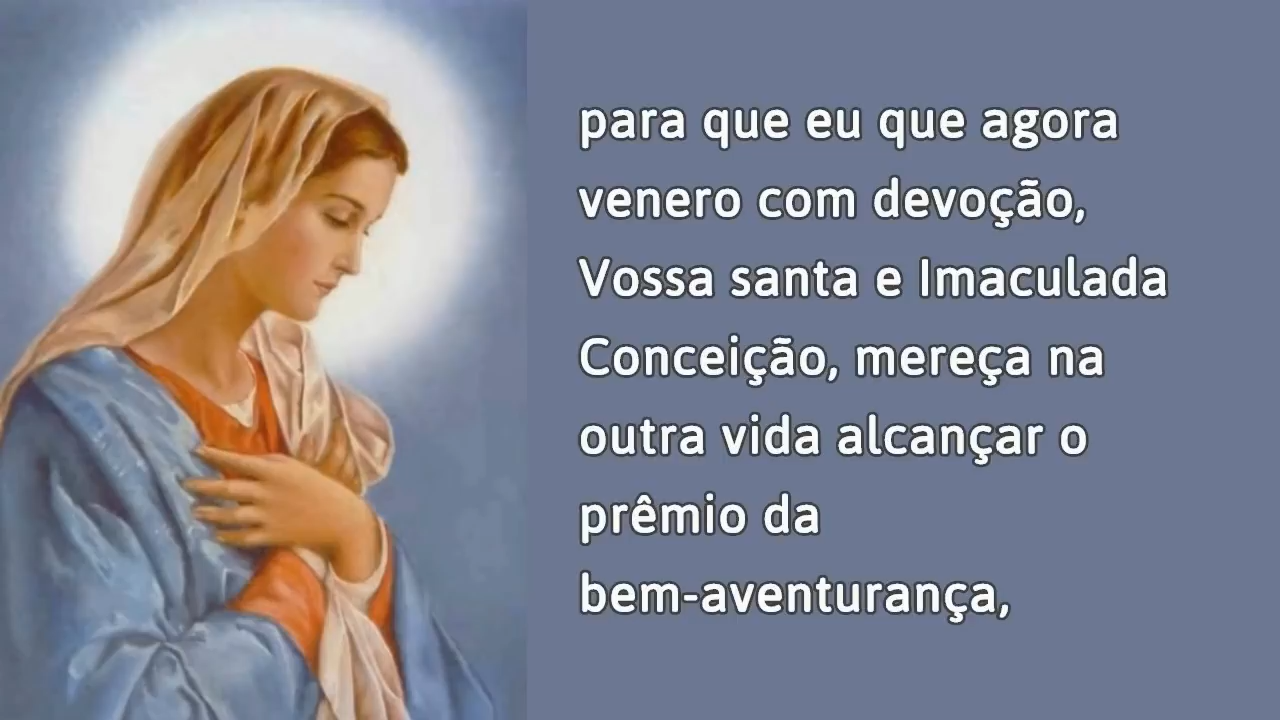 para que eu que agora
venero com devoção,
Vossa santa e Imaculada
Conceição, mereça na
outra vida alcançar o
prêmio da
bem-aventurança,